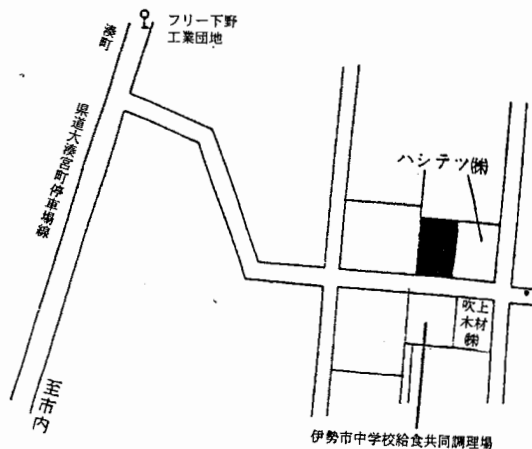 フリー下野
工業団地
湊町
県道大湊宮町停車場線
至市内
ハシテツ㈱
吹上
木材
㈱
伊勢市中学校給食共同調理場